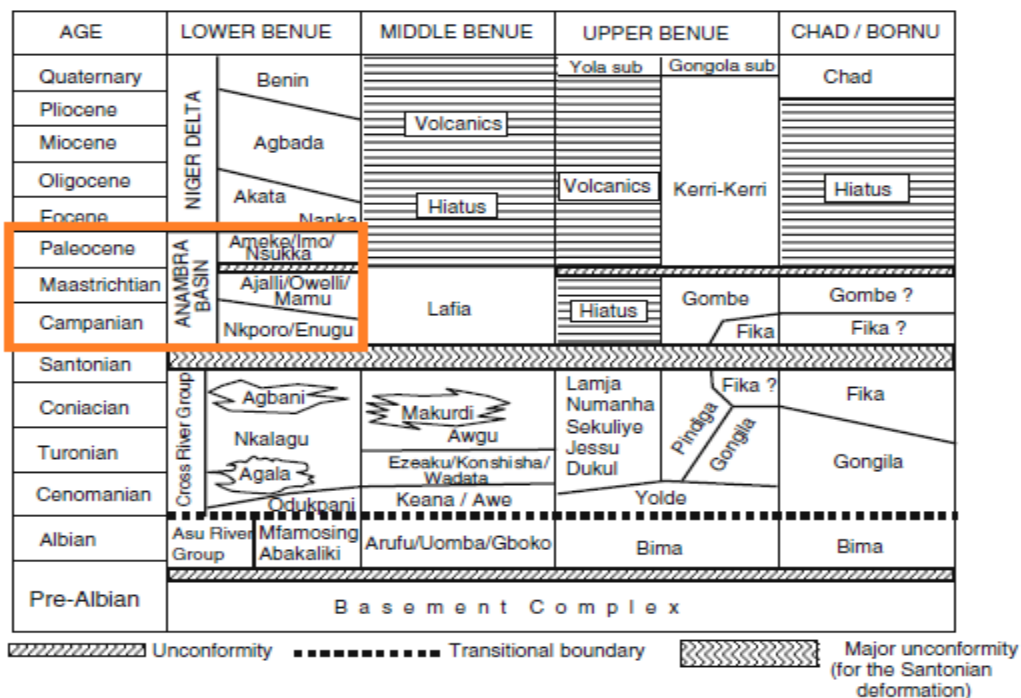 AGE LOWER BENUE MIDDLE BENUE UPPER BENUE CHAD / BORNU
Yola sub Gongola sub
Quaternary Benin Chad
Pliocene
Volcanics
Miocene NIGER DELTA Agbada
Oligocene Volcanics Kerri-Kerri Hiatus
Akata Hiatus
Eocene Nanka
Paleocene Ameke/Imo/
Nsukka
Maastrichtian ANAMBRA BASIN Ajalli/Owelli/
Mamu Lafia Hiatus Gombe Gombe ?
Campanian Nkporo/Enugu Fika Fika ?
Santonian
Coniacian Cross River Group Agbani Makurdi Lamja Fika ? Fika
Numanha
Awgu Sekuliye Pindiga Gongila
Turonian Nkalagu Jessu Gongila
Ezeaku/Konshisha/ Dukul
Agala Wadata
Cenomanian Keana / Awe Yolde
Odukpani
Albian Asu River Mfamosing Arufu/Uomba/Gboko Bima Bima
Group Abakaliki
Pre-Albian Basement Complex
Unconformity Transitional boundary Major unconformity
(for the Santonian
deformation)